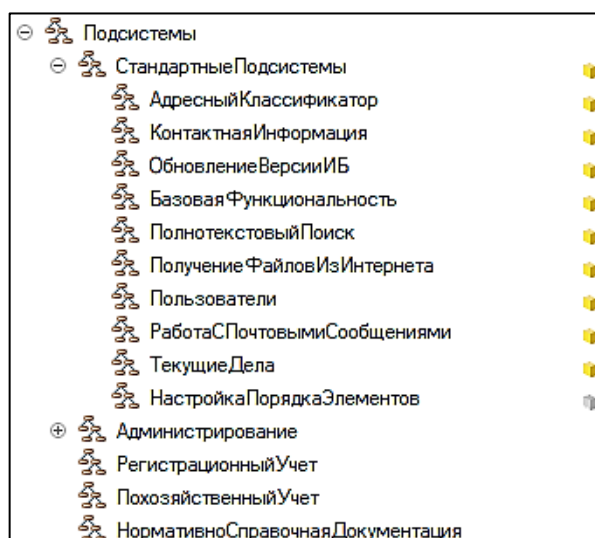 Подсистемы
СтандартныеПодсистемы
АдресныйКлассификатор
КонтактнаяИнформация
ОбновлениеВерсииИБ
БазоваяФункциональность
ПолнотекстовыйПоиск
ПолучениеФайловИзИнтернета
Пользователи
РаботаСПочтовымиСообщениями
ТекущиеДела
НастройкаПорядкаЭлементов
Администрирование
РегистрационныйУчет
ПохозяйственныйУчет
НормативноСправочнаяДокументация